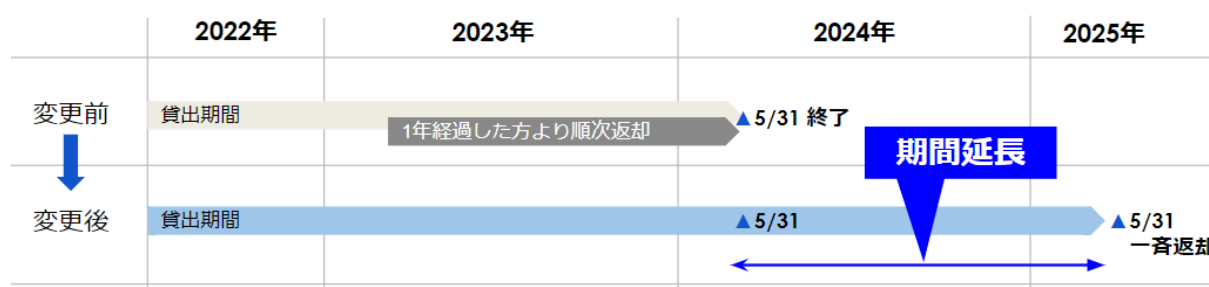 2022年 2023年 2024年 2025年
変更前
貸出期間
1年経過した方より順次返却
▲5/31 終了
期間延長
変更後
貸出期間
▲5/31
▲5/31
一斉返却